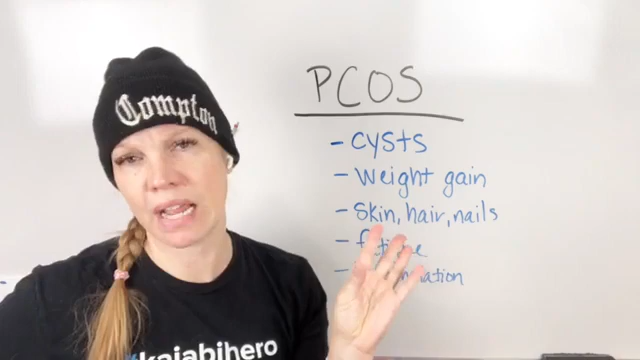 Compton
PCOS
- Cysts
- Weight gain
- Skin, hair, nails
-
-
#kajabihero